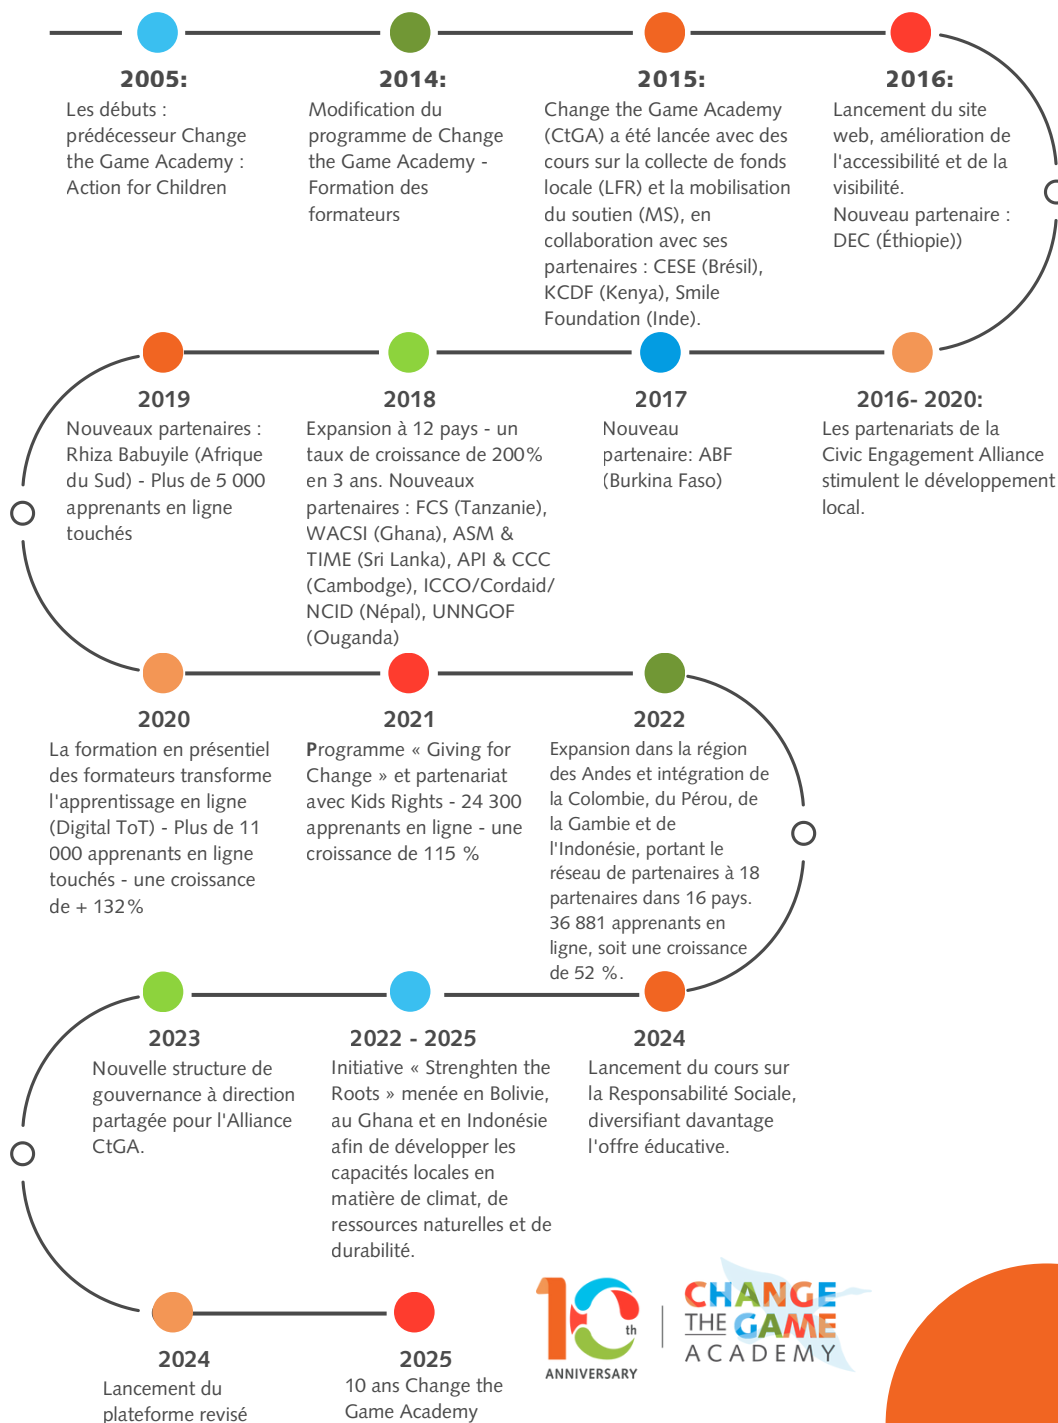 2005:
Les débuts :
prédécesseur Change
the Game Academy :
Action for Children
2014:
Modification du
programme de Change
the Game Academy -
Formation des
formateurs
2015:
Change the Game Academy
(CtGA) a été lancée avec des
cours sur la collecte de fonds
locale (LFR) et la mobilisation
du soutien (MS), en
collaboration avec ses
partenaires : CESE (Brésil),
KCDF (Kenya), Smile
Foundation (Inde).
2016:
Lancement du site
web, amélioration de
l'accessibilité et de la
visibilité.
Nouveau partenaire :
DEC (Éthiopie))
2019
Nouveaux partenaires :
Rhiza Babuyile (Afrique
du Sud) - Plus de 5 000
apprenants en ligne
touchés
2018
Expansion à 12 pays - un
taux de croissance de 200%
en 3 ans. Nouveaux
partenaires : FCS (Tanzanie),
WACSI (Ghana), ASM &
TIME (Sri Lanka), API & CCC
(Cambodge), ICCO/Cordaid/
NCID (Népal), UNNGOF
(Ouganda)
2017
Nouveau
partenaire: ABF
(Burkina Faso)
2016- 2020:
Les partenariats de la
Civic Engagement Alliance
stimulent le développement
local.
2020
La formation en présentiel
des formateurs transforme
l'apprentissage en ligne
(Digital ToT) - Plus de 11
000 apprenants en ligne
touchés - une croissance
de + 132%
2021
Programme « Giving for
Change » et partenariat
avec Kids Rights - 24 300
apprenants en ligne - une
croissance de 115 %
2022
Expansion dans la région
des Andes et intégration de
la Colombie, du Pérou, de
la Gambie et de
l'Indonésie, portant le
réseau de partenaires à 18
partenaires dans 16 pays.
36 881 apprenants en
ligne, soit une croissance
de 52 %.
2023
Nouvelle structure de
gouvernance à direction
partagée pour l'Alliance
CtGA.
2022 - 2025
Initiative « Strenghten the
Roots » menée en Bolivie,
au Ghana et en Indonésie
afin de développer les
capacités locales en
matière de climat, de
ressources naturelles et de
durabilité.
2024
Lancement du cours sur
la Responsabilité Sociale,
diversifiant davantage
l'offre éducative.
2024
Lancement du
plateforme revisé
2025
10 ans Change the
Game Academy
10th
ANNIVERSARY
CHANGE
THE GAME
ACADEMY